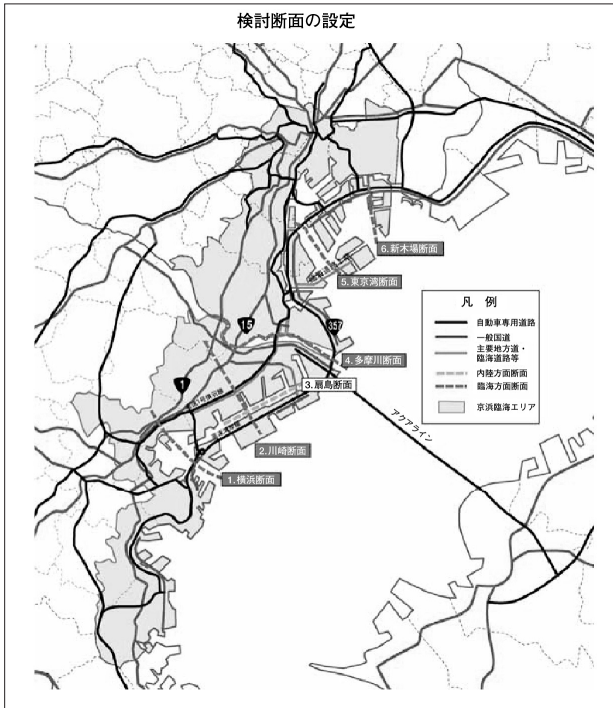 検討断面の設定
6.新木場断面
5.東京湾断面
15
357
4.多摩川断面
1
3.扇島断面
アクアライン
2.川崎断面
1.横浜断面
凡 例
自動車専用道路
一般国道
主要地方道・
臨海道路等
内陸方面断面
臨海方面断面
京浜臨海エリア